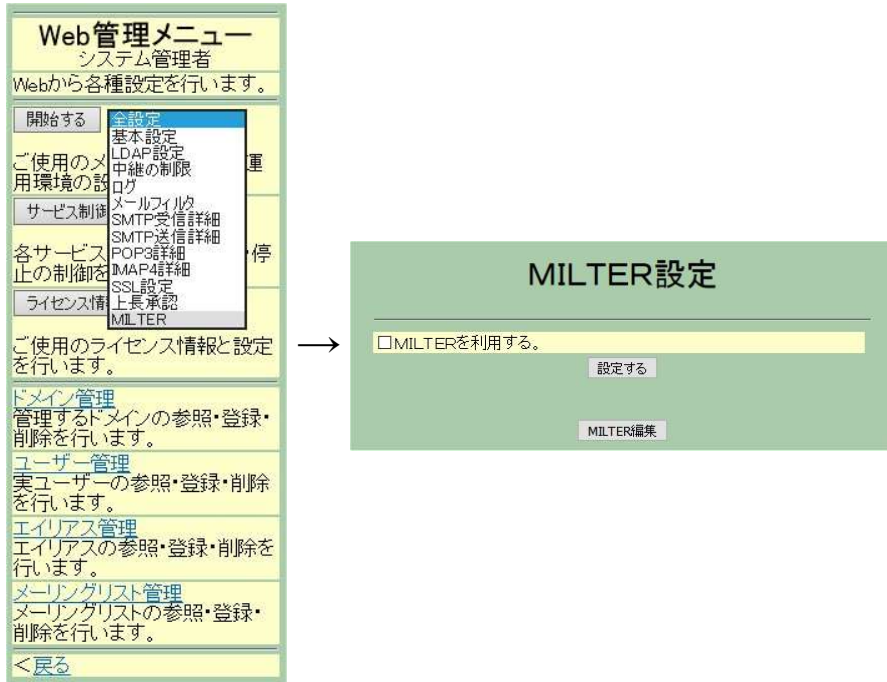 Web管理メニュー
システム管理者
Webから各種設定を行います。
開始する
全設定
基本設定
LDAP設定
中継の制限
ログ
メールフィルタ
SMTP受信詳細
SMTP送信詳細
POP3詳細
IMAP4詳細
SSL設定
上長承認
MILTER
ご使用のメ 運
用環境の設
サービス制御
各サービス ・停
止の制御を
ライセンス情
ご使用のライセンス情報と設定
を行います。
ドメイン管理
管理するドメインの参照・登録・
削除を行います。
ユーザー管理
実ユーザーの参照・登録・削除
を行います。
エイリアス管理
エイリアスの参照・登録・削除を
行います。
メーリングリスト管理
メーリングリストの参照・登録・
削除を行います。
<戻る
→
MILTER設定
□MILTERを利用する。
設定する
MILTER編集